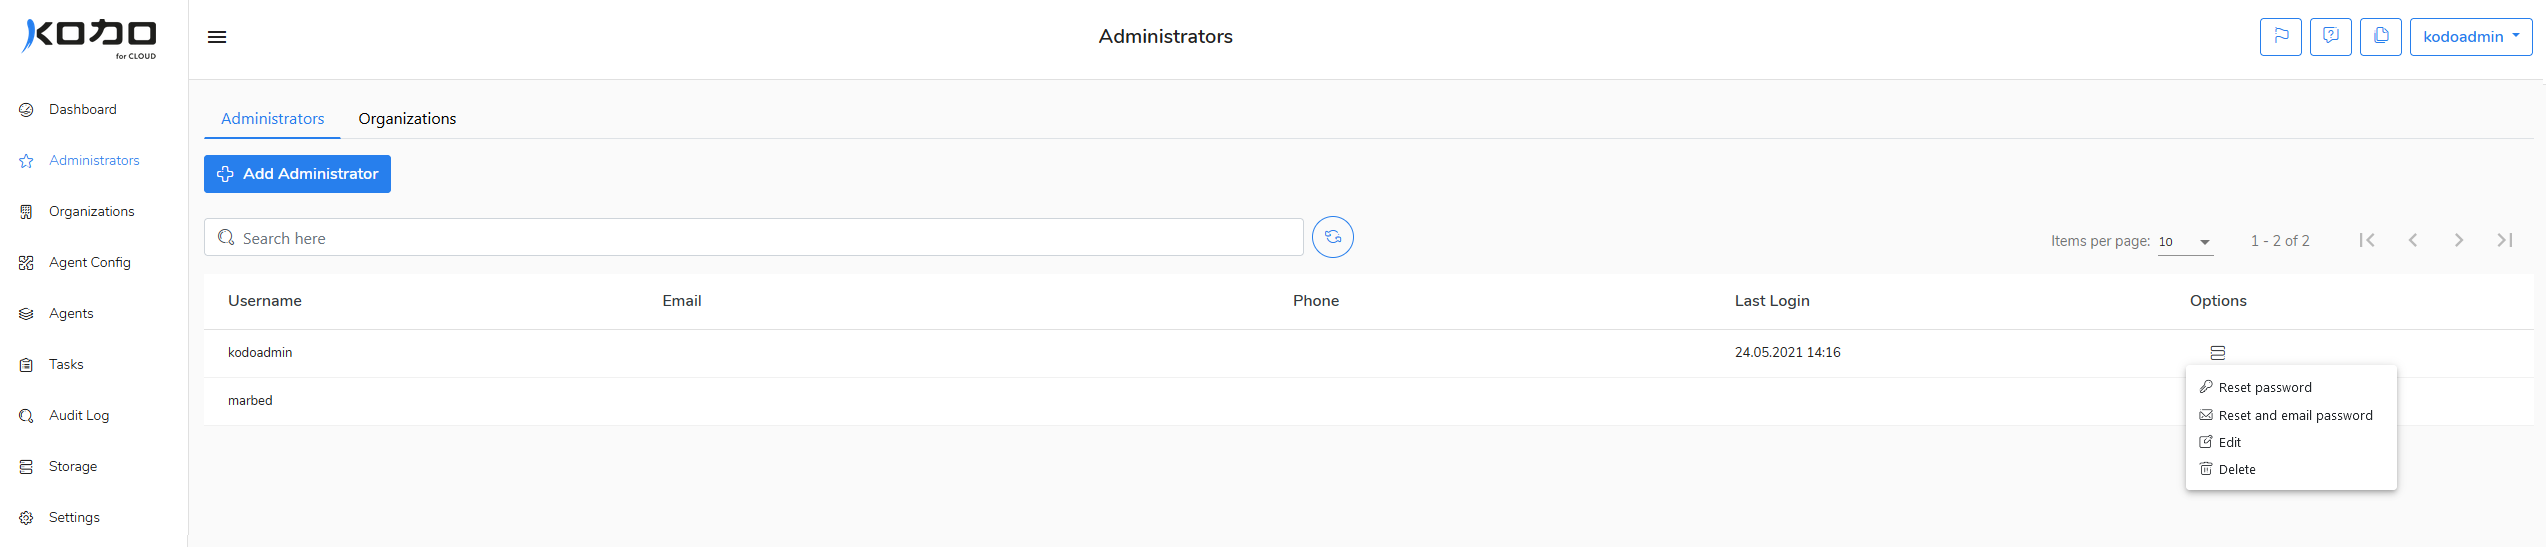 KODO
for CLOUD
Administrators
kodoadmin
Dashboard
Administrators
Organizations
Agent Config
Agents
Tasks
Audit Log
Storage
Settings
Administrators Organizations
Add Administrator
Search here
Items per page: 10 1 - 2 of 2
Username Email Phone Last Login Options
kodoadmin 24.05.2021 14:16
marbed
Reset password
Reset and email password
Edit
Delete